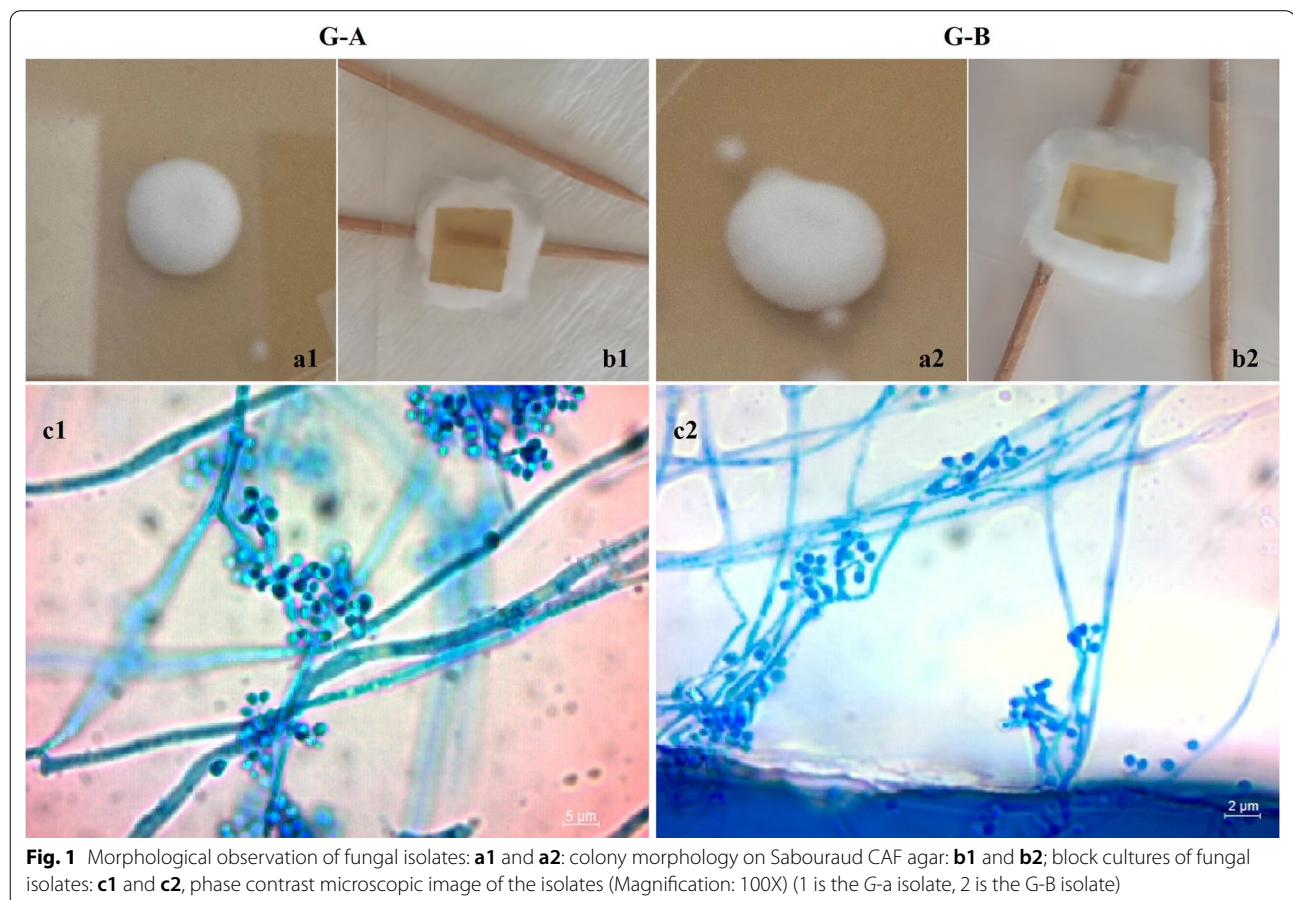 G-A
G-B
a1
b1
a2
b2
c1
c2
5 µm
2 µm
Fig. 1 Morphological observation of fungal isolates: a1 and a2: colony morphology on Sabouraud CAF agar: b1 and b2; block cultures of fungal
isolates: c1 and c2, phase contrast microscopic image of the isolates (Magnification: 100X) (1 is the G-a isolate, 2 is the G-B isolate)